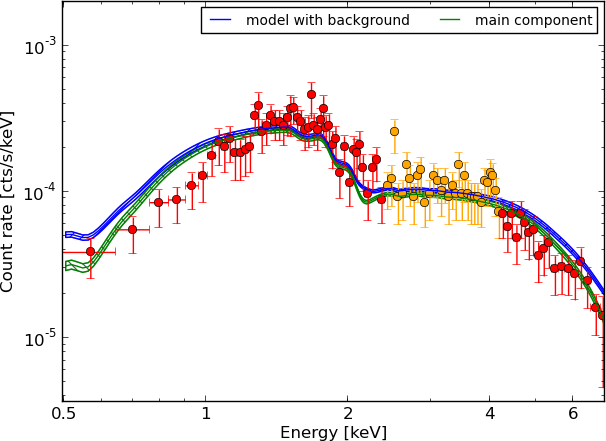 model with background
main component
10⁻³
10⁻⁴
10⁻⁵
Count rate [cts/s/keV]
0.5 1 2 4 6
Energy [keV]